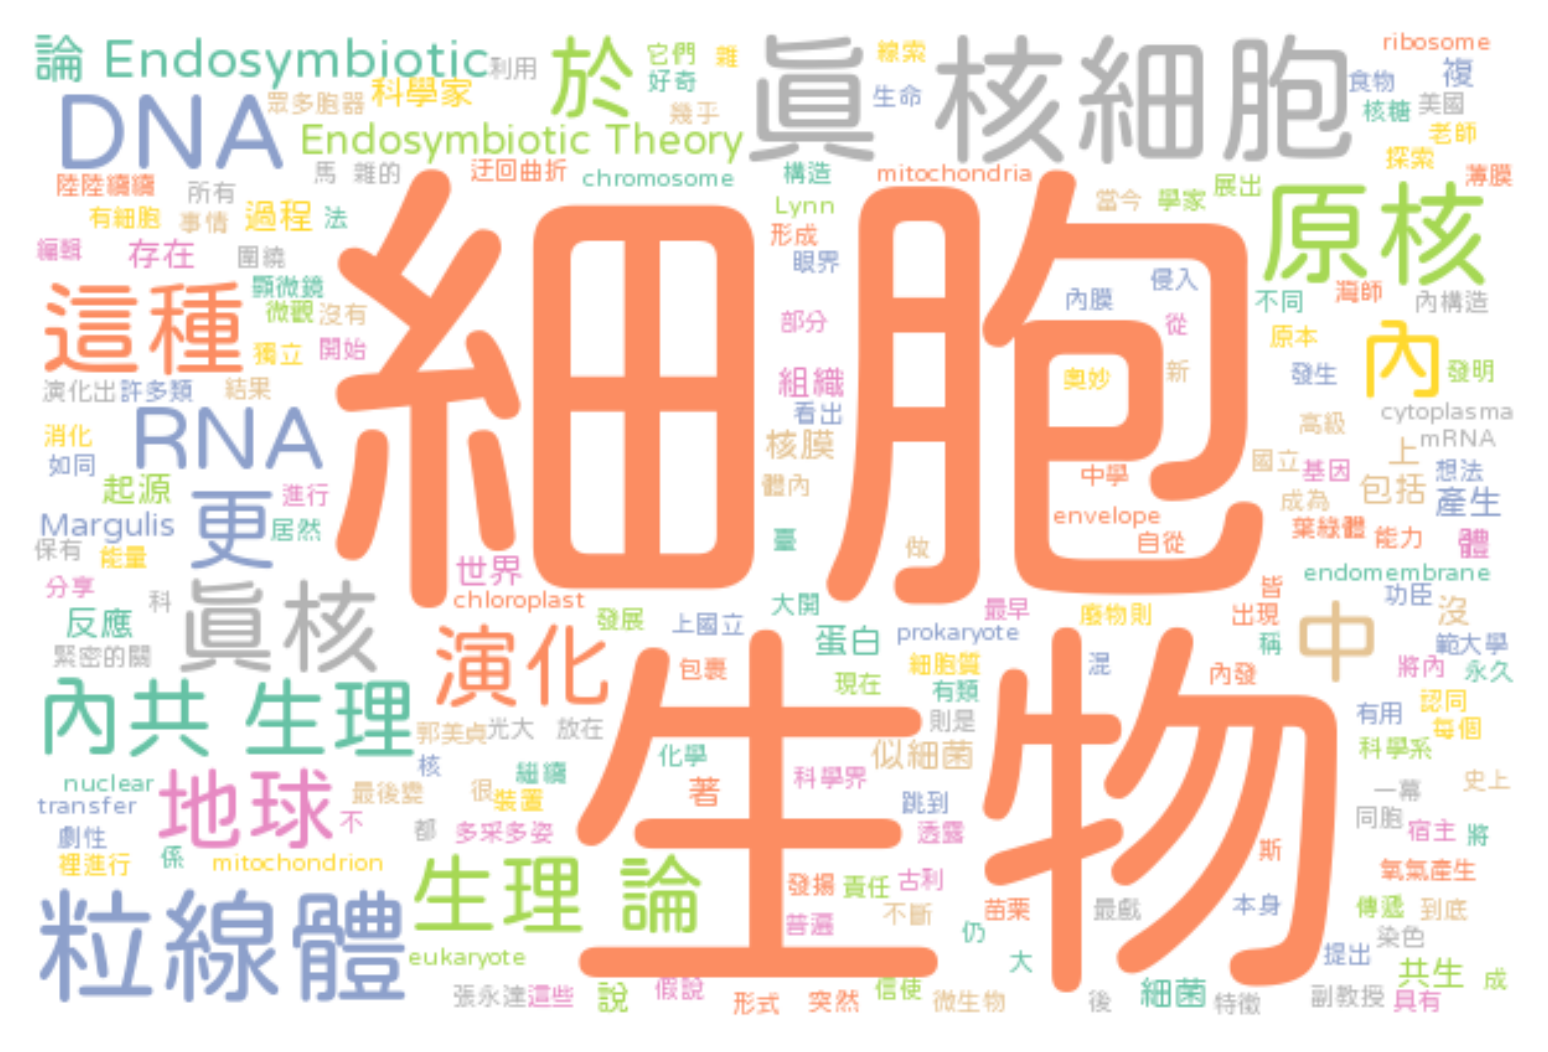 論 Endosymbiotic 利用 於 它們 雜 眞核細胞 線索 ribosome
好奇 生命 食物 複
DNA 眾多胞器 科學家 幾乎 核糖 美國
Endosymbiotic Theory 老師
探索
陸陸續續 所有 馬 雜的 迂回曲折 chromosome 構造 mitochondria 薄膜
有細胞 事情 過程 法 Lynn 當今 學家 展出 原核
編輯 存在 圍繞 形成
顯微鏡 眼界 內膜 侵入 不同 灣師 內構造
這種 微觀 沒有 細胞 部分 從 原本 內
獨立 開始
演化出 許多類 結果 組織 奧妙 新 發生 發明
看出 cytoplasma
消化 RNA 核膜 高級 mRNA
如同 體內 中學 國立 基因 上 想法
起源 進行 成為 包括 產生
Margulis 更 居然 臺 envelope 葉綠體 能力 體
保有 能量 世界 做 自從
分享 chloroplast 皆 endomembrane
科 眞核 大開 最早 廢物則 出現 中 功臣 沒
反應 演化 發展 上國立 蛋白 prokaryote 稱 範大學
緊密的關 包裹 細胞質 混 內發 將內 永久
內共 生理 現在 有類 生物 認同
郭美貞 光大 放在 則是 有用 每個
核 化學 似細菌 科學系
nuclear 地球 最後變 很 繼續 著 科學界 一幕 史上
transfer 不 裝置 跳到 同胞
劇性 都 多采多姿 透露 宿主 將
裡進行 係 mitochondrion 斯 氧氣產生
生理 論 發揚 責任 古利
粒線體 普遍 不斷 苗栗 最戲 本身 傳遞 到底
eukaryote 仍 染色
大 提出 共生 成
張永達 這些 說 假說 形式 突然 信使 微生物 後 細菌 特徵 副教授 具有